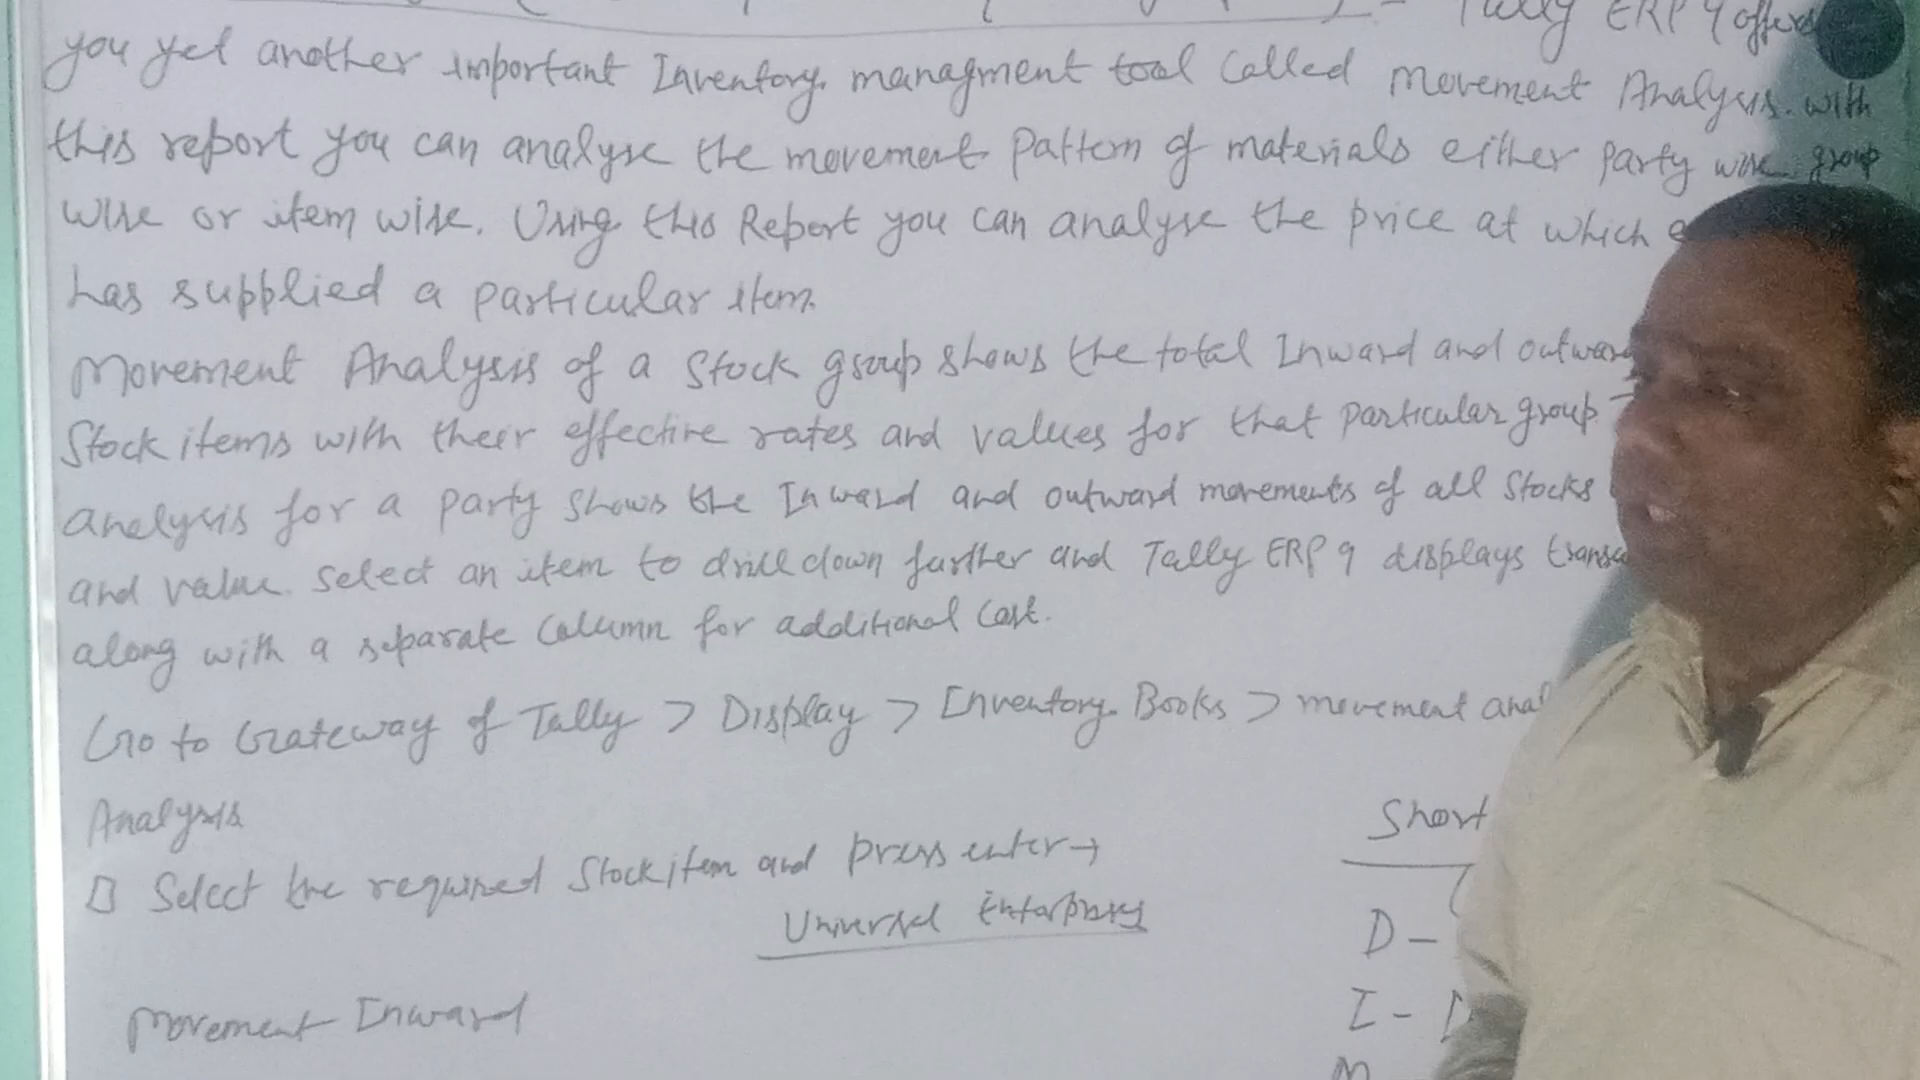 Tally ERP 9 offers
you yet another important Inventory managment tool called Movement Analysis. with
this report you can analyse the movement Pattern of materials either party wise group
wise or item wise. Using this Report you can analyse the price at which
has supplied a particular item.
Movement Analysis of a Stock group shows the total Inward and outward
Stock items with their effective rates and values for that particular group
analysis for a party shows the Inward and outward movements of all Stocks
and value. select an item to drill down further and Tally ERP 9 displays
along with a separate Column for additional cost.
Go to Gateway of Tally > Display > Inventory Books > movement
Analysis
Select the required Stock item and press enter →
Short
Universal Enterprises
D -
I -
Movement Inward
M